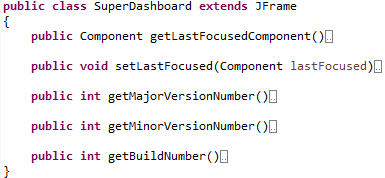 public class SuperDashboard extends JFrame
{
public Component getLastFocusedComponent()
public void setLastFocused(Component lastFocused)
public int getMajorVersionNumber()
public int getMinorVersionNumber()
public int getBuildNumber()
}